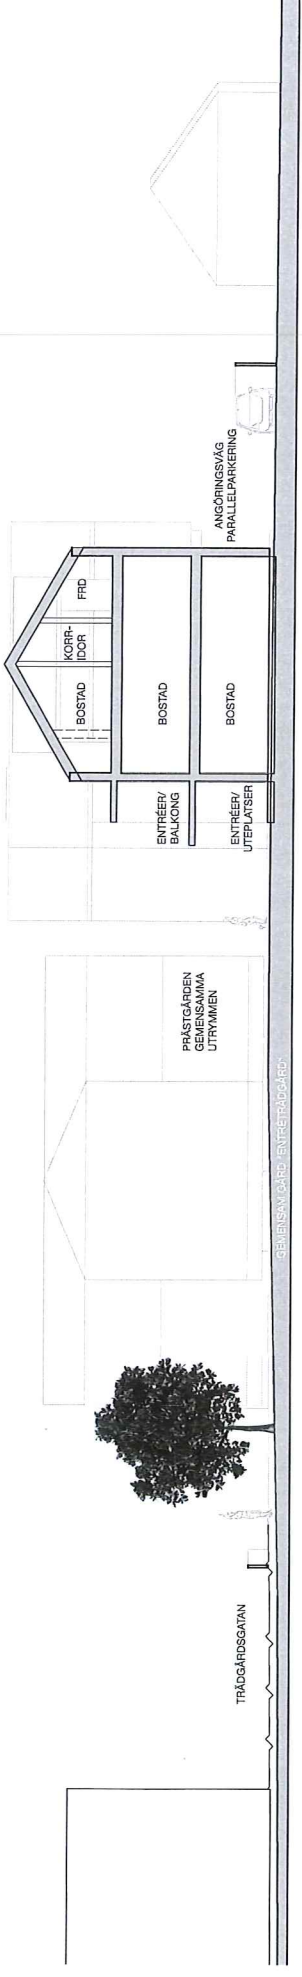 TRÄDGÅRDSGATAN
GEMENSAM GÅRD "ENTRÉTRÄDGÅRD"
PRÄSTGÅRDEN
GEMENSAMMA
UTRYMMEN
ENTRÉER/
BALKONG
ENTRÉER/
UTEPLATSER
BOSTAD
KORR-
IDOR
FRD
BOSTAD
BOSTAD
ANGÖRINGSVÄG
PARALLELPARKERING